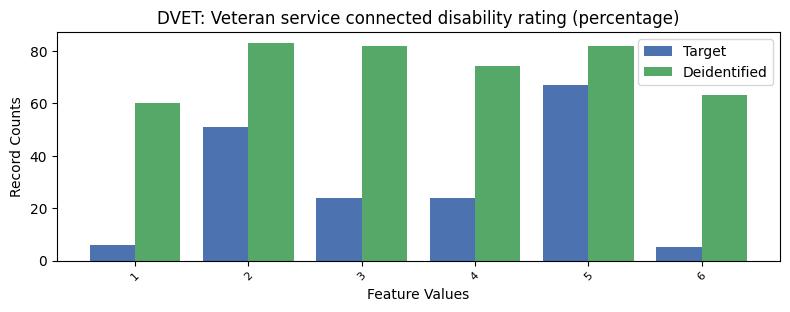 DVET: Veteran service connected disability rating (percentage)
Target
Deidentified
Record Counts
80
60
40
20
0
1 2 3 4 5 6
Feature Values